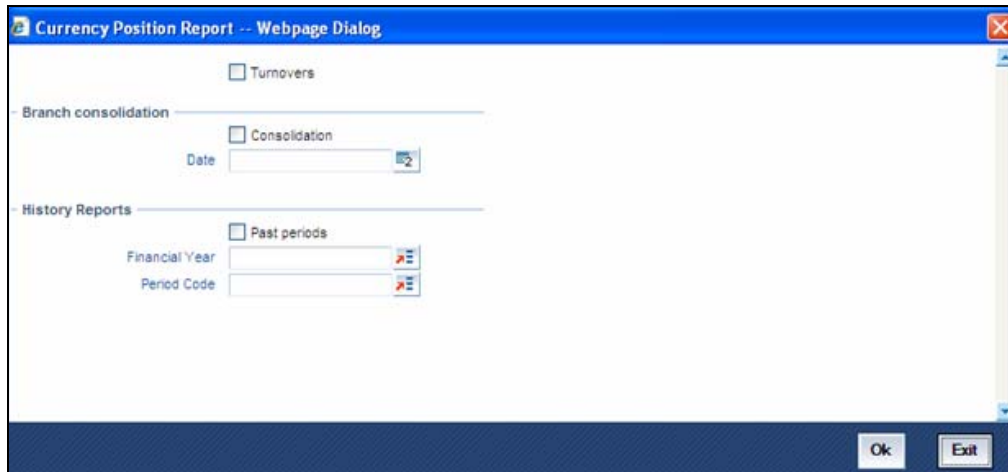 Currency Position Report -- Webpage Dialog
Turnovers
Branch consolidation
Consolidation
Date
History Reports
Past periods
Financial Year
Period Code
Ok
Exit